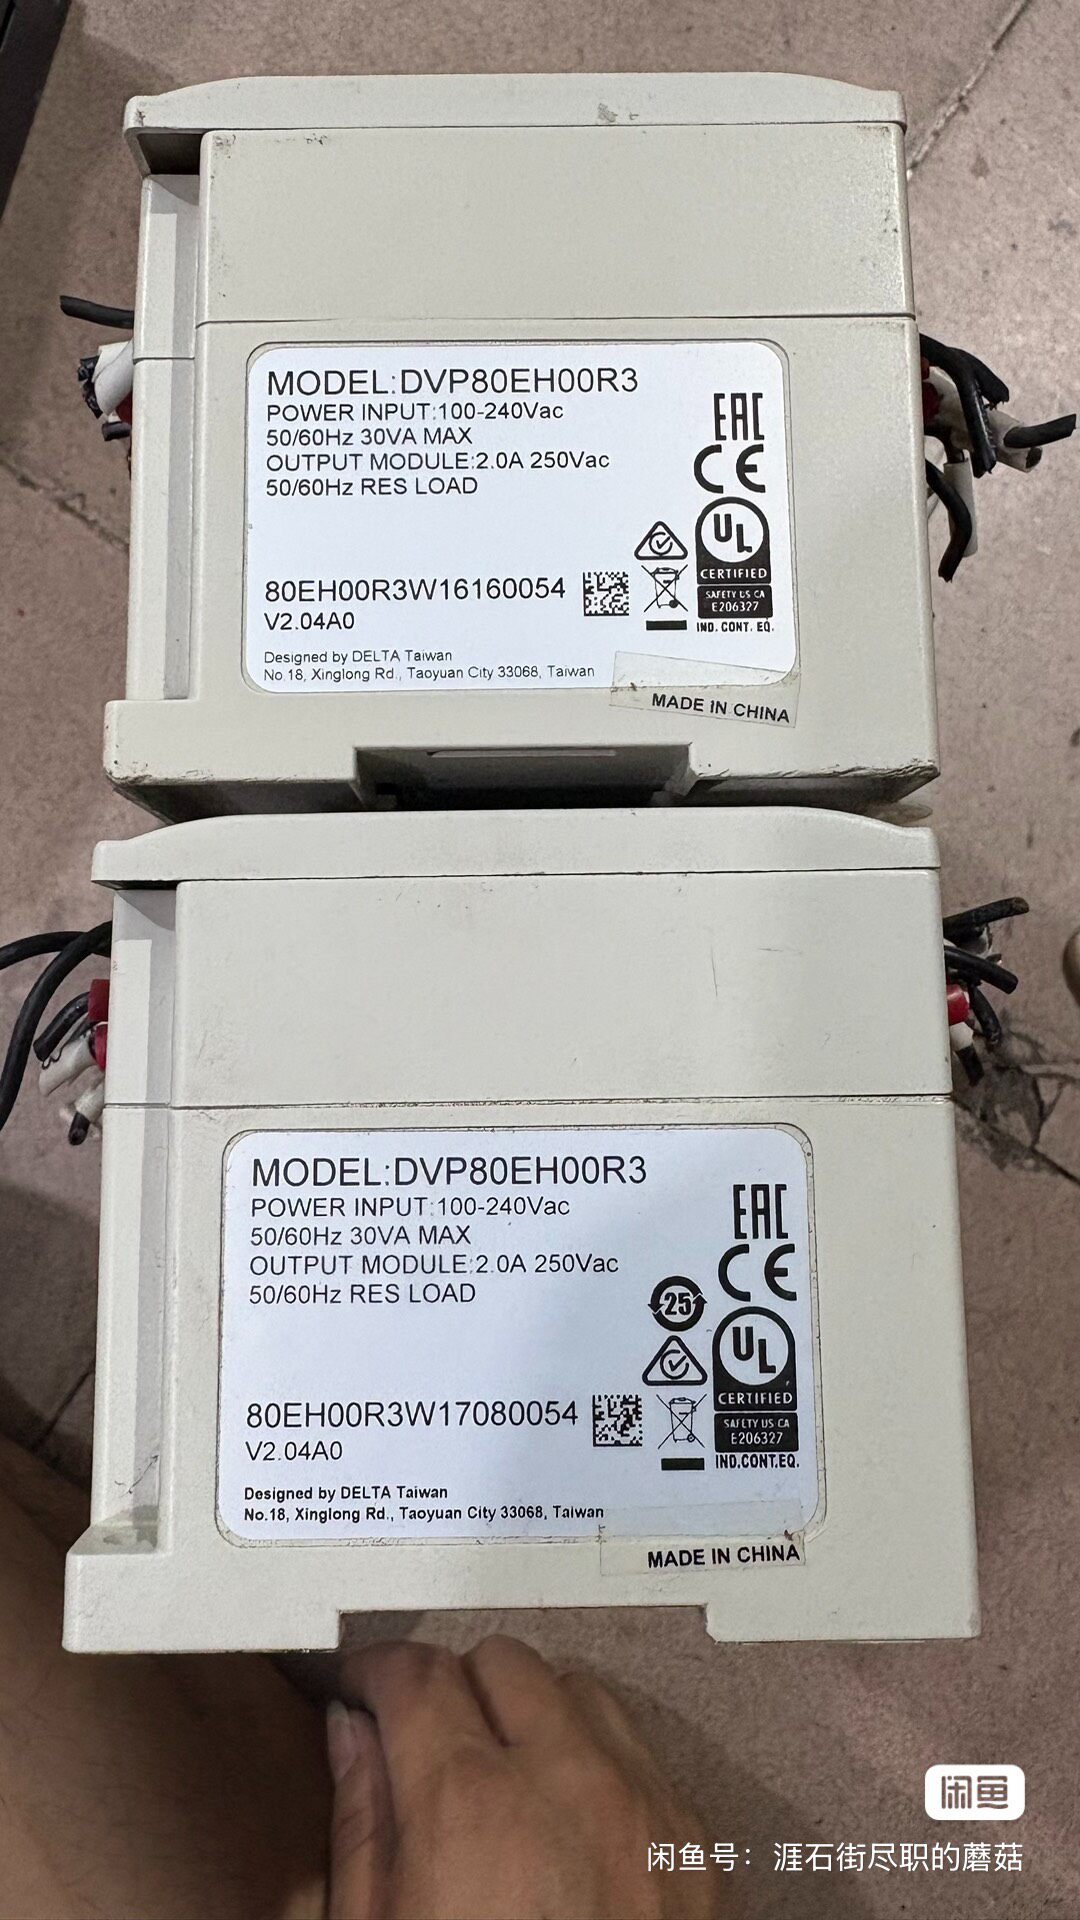 MODEL:DVP80EH00R3
POWER INPUT:100-240Vac
50/60Hz 30VA MAX
OUTPUT MODULE:2.0A 250Vac
50/60Hz RES LOAD
EAC
CE
UL
CERTIFIED
SAFETY US CA
E206327
IND. CONT. EQ.
80EH00R3W16160054
V2.04A0
Designed by DELTA Taiwan
No.18, Xinglong Rd., Taoyuan City 33068, Taiwan
MADE IN CHINA
MODEL:DVP80EH00R3
POWER INPUT:100-240Vac
50/60Hz 30VA MAX
OUTPUT MODULE:2.0A 250Vac
50/60Hz RES LOAD
EAC
CE
25
UL
CERTIFIED
SAFETY US CA
E206327
IND.CONT.EQ.
80EH00R3W17080054
V2.04A0
Designed by DELTA Taiwan
No.18, Xinglong Rd., Taoyuan City 33068, Taiwan
MADE IN CHINA
闲鱼
闲鱼号：涯石街尽职的蘑菇